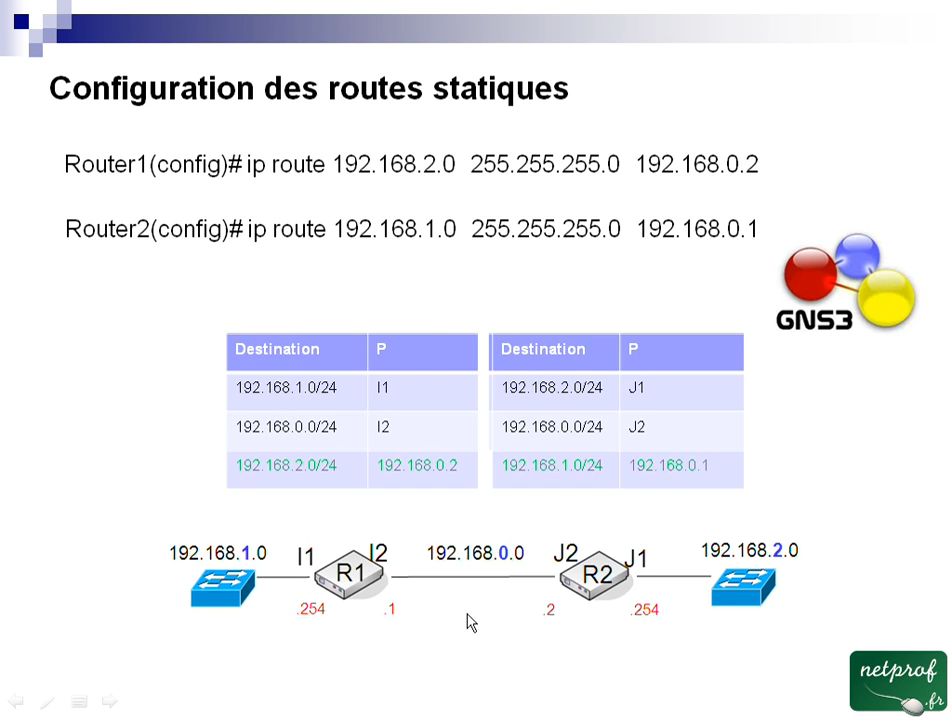 Configuration des routes statiques
Router1(config)# ip route 192.168.2.0 255.255.255.0 192.168.0.2
Router2(config)# ip route 192.168.1.0 255.255.255.0 192.168.0.1
GNS3
Destination P Destination P
192.168.1.0/24 I1 192.168.2.0/24 J1
192.168.0.0/24 I2 192.168.0.0/24 J2
192.168.2.0/24 192.168.0.2 192.168.1.0/24 192.168.0.1
192.168.1.0 I1 I2 192.168.0.0 J2 J1 192.168.2.0
R1 R2
.254 .1 .2 .254
netprof
.fr